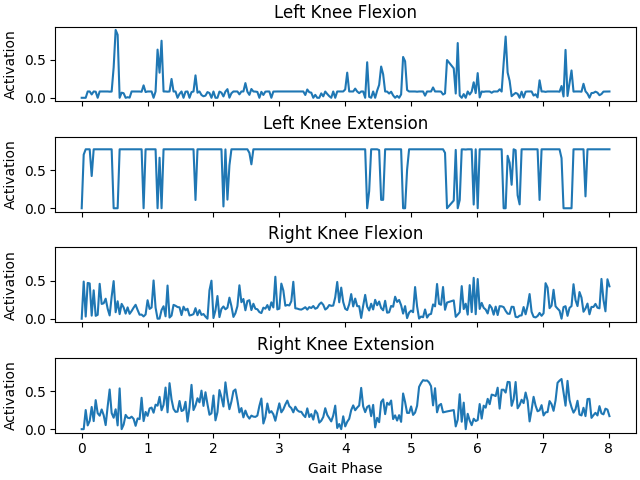 Left Knee Flexion
Activation
0.5
0.0
Left Knee Extension
Activation
0.5
0.0
Right Knee Flexion
Activation
0.5
0.0
Right Knee Extension
Activation
0.5
0.0
0 1 2 3 4 5 6 7 8
Gait Phase